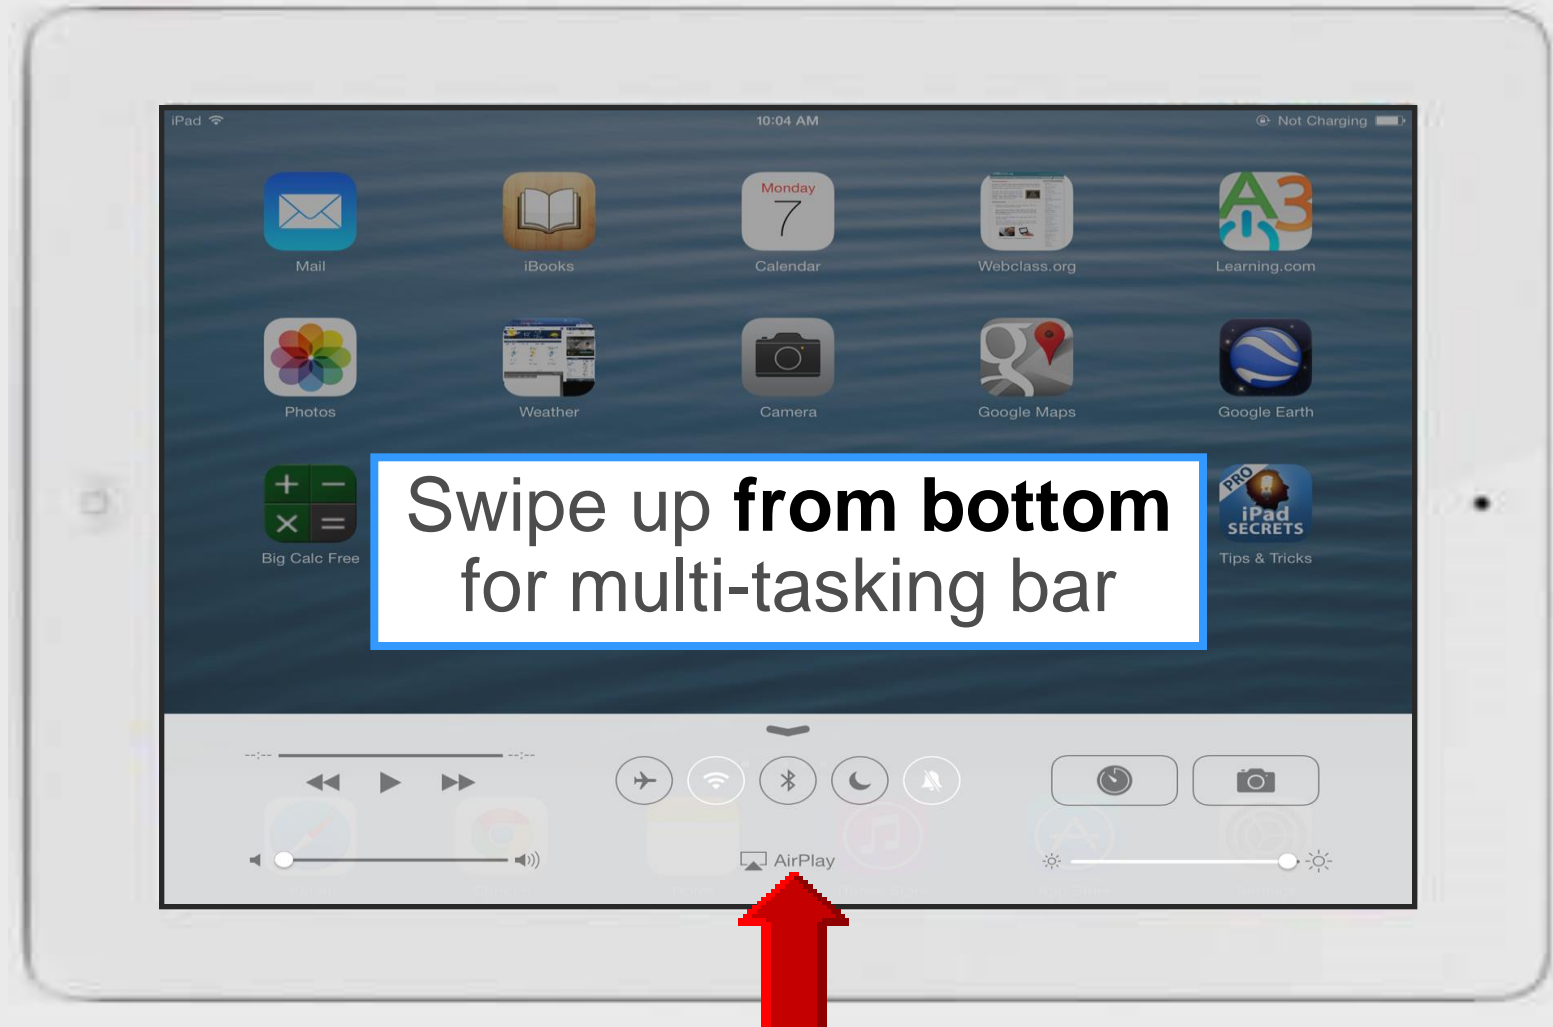 iPad 10:04 AM Not Charging
Monday
7
A3
Mail iBooks Calendar Webclass.org Learning.com
Photos Weather Camera Google Maps Google Earth
PRO
iPad
SECRETS
Big Calc Free Tips & Tricks
Swipe up from bottom
for multi-tasking bar
--:-- --:--
AirPlay